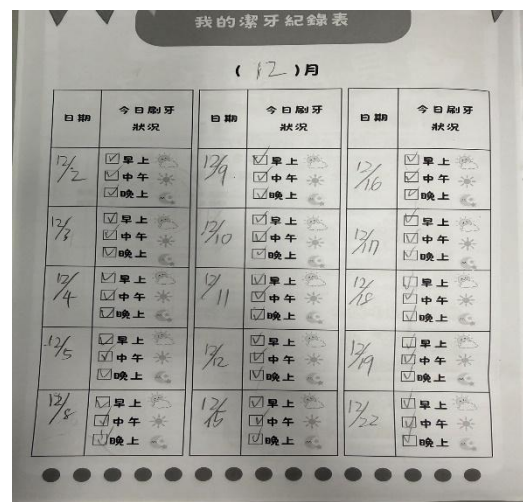 我的潔牙紀錄表
(12)月
日期 今日刷牙狀況 日期 今日刷牙狀況 日期 今日刷牙狀況
12/2 ☑早上 12/9 ☑早上 12/16 ☑早上
☑中午 ☑中午 ☑中午
☑晚上 ☑晚上 ☑晚上
12/3 ☑早上 12/10 ☑早上 12/17 ☑早上
☑中午 ☑中午 ☑中午
☑晚上 ☑晚上 ☑晚上
12/4 ☑早上 12/11 ☑早上 12/18 ☑早上
☑中午 ☑中午 ☑中午
☑晚上 ☑晚上 ☑晚上
12/5 ☑早上 12/12 ☑早上 12/19 ☑早上
☑中午 ☑中午 ☑中午
☑晚上 ☑晚上 ☑晚上
12/8 ☑早上 12/15 ☑早上 12/22 ☑早上
☑中午 ☑中午 ☑中午
☑晚上 ☑晚上 ☑晚上